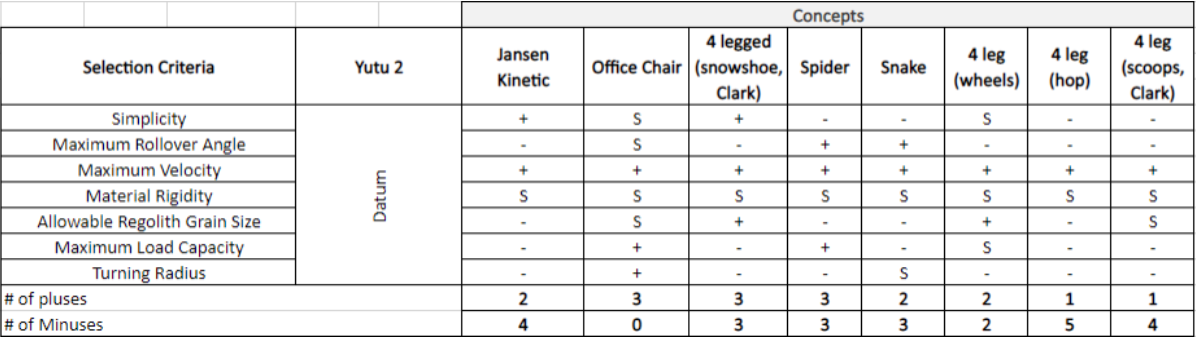 Concepts
Selection Criteria Yutu 2 Jansen Kinetic Office Chair 4 legged (snowshoe, Clark) Spider Snake 4 leg (wheels) 4 leg (hop) 4 leg (scoops, Clark)
Simplicity Datum + S + - - S - -
Maximum Rollover Angle - S - + + - - -
Maximum Velocity + + + + + + + +
Material Rigidity S S S S S S S S
Allowable Regolith Grain Size - S + - - + - S
Maximum Load Capacity - + - + - S - -
Turning Radius - + - - S - - -
# of pluses 2 3 3 3 2 2 1 1
# of Minuses 4 0 3 3 3 2 5 4